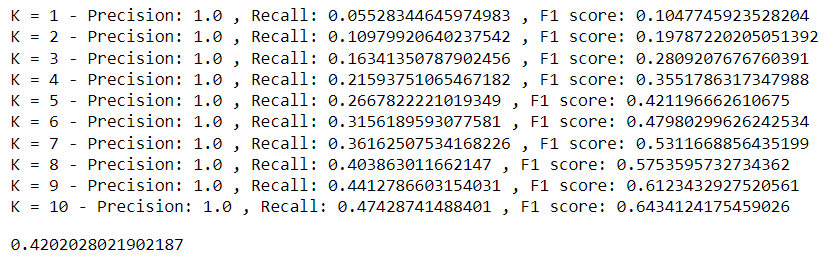 K = 1 - Precision: 1.0 , Recall: 0.05528344645974983 , F1 score: 0.1047745923528204
K = 2 - Precision: 1.0 , Recall: 0.10979920640237542 , F1 score: 0.19787220205051392
K = 3 - Precision: 1.0 , Recall: 0.16341350787902456 , F1 score: 0.2809207676760391
K = 4 - Precision: 1.0 , Recall: 0.21593751065467182 , F1 score: 0.3551786317347988
K = 5 - Precision: 1.0 , Recall: 0.2667822221019349 , F1 score: 0.421196662610675
K = 6 - Precision: 1.0 , Recall: 0.3156189593077581 , F1 score: 0.47980299626242534
K = 7 - Precision: 1.0 , Recall: 0.36162507534168226 , F1 score: 0.5311668856435199
K = 8 - Precision: 1.0 , Recall: 0.403863011662147 , F1 score: 0.5753595732734362
K = 9 - Precision: 1.0 , Recall: 0.4412786603154031 , F1 score: 0.6123432927520561
K = 10 - Precision: 1.0 , Recall: 0.47428741488401 , F1 score: 0.6434124175459026
0.4202028021902187